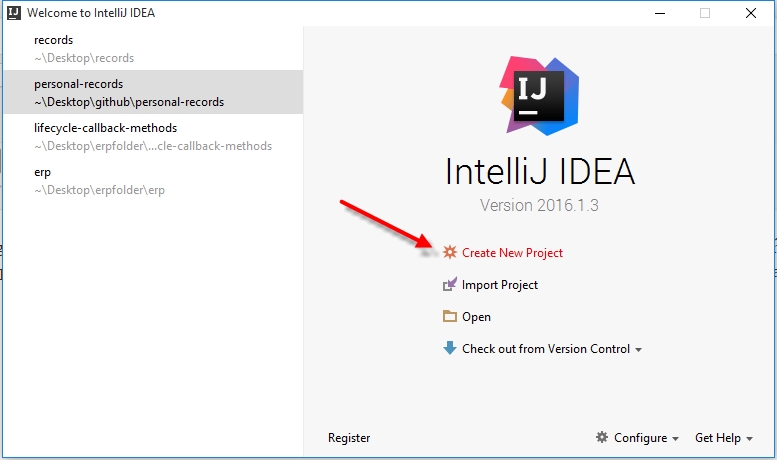 IJ Welcome to IntelliJ IDEA
records
~\Desktop\records
personal-records
~\Desktop\github\personal-records
lifecycle-callback-methods
~\Desktop\erpfolder\...cle-callback-methods
erp
~\Desktop\erpfolder\erp
IJ
IntelliJ IDEA
Version 2016.1.3
Create New Project
Import Project
Open
Check out from Version Control
Register
Configure
Get Help